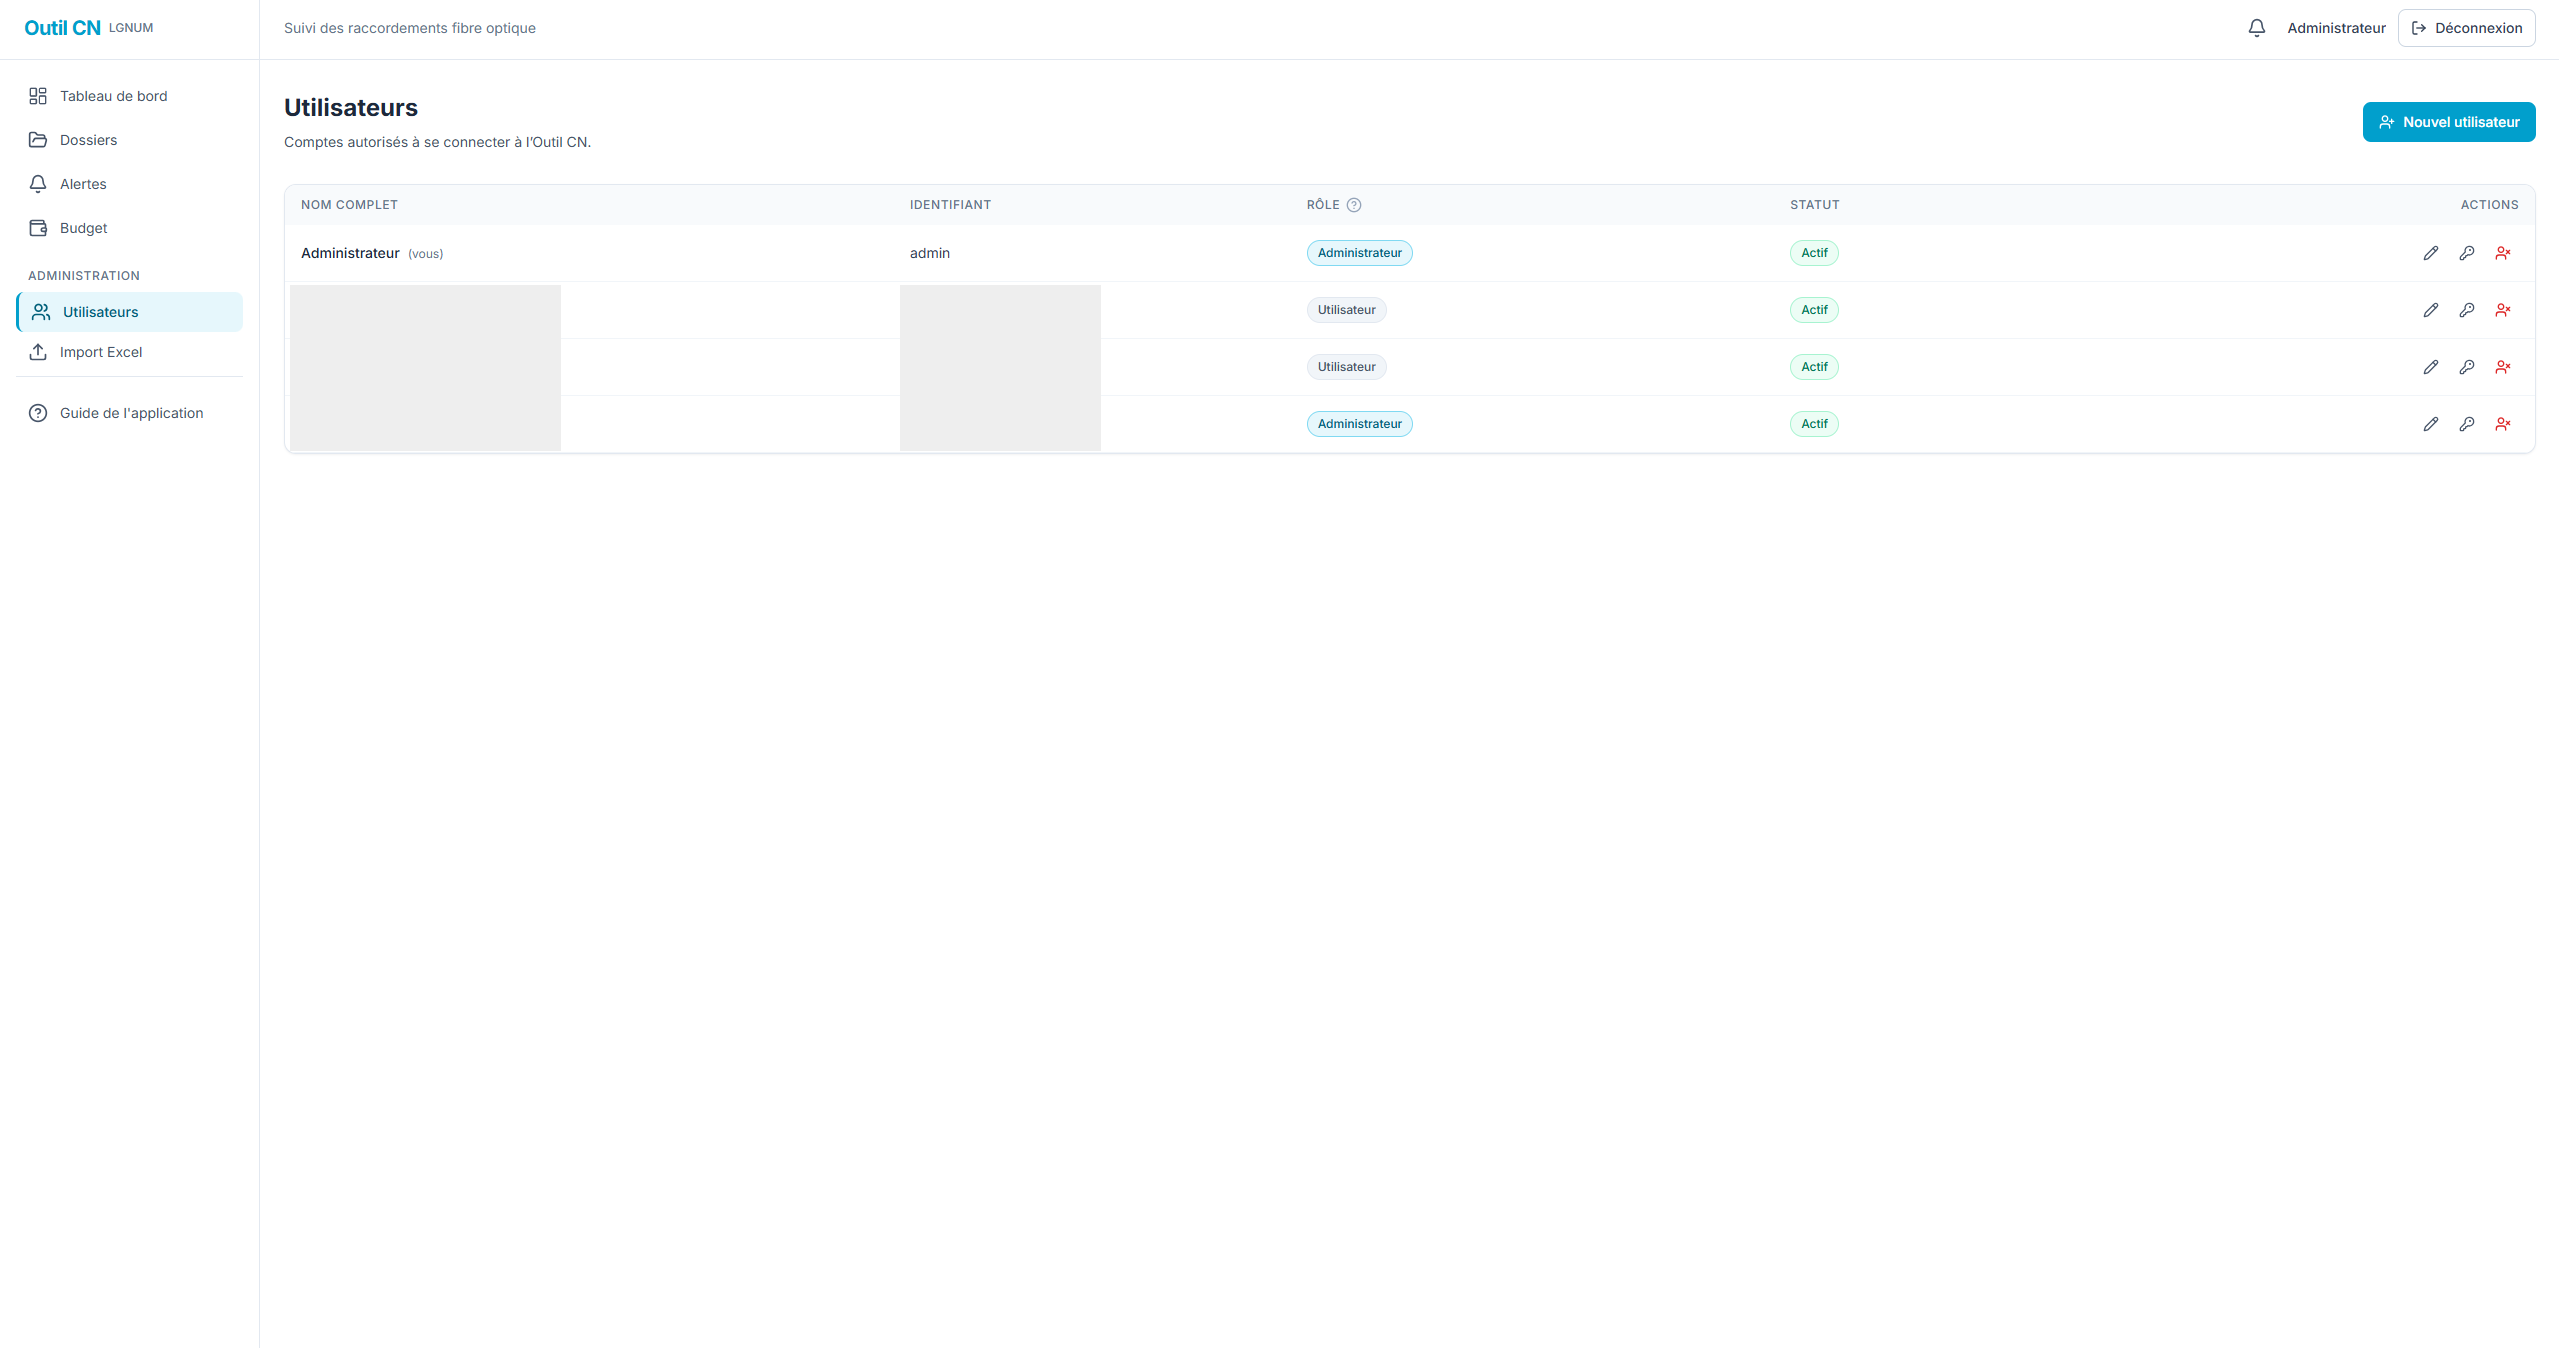 Outil CN LGNUM
Suivi des raccordements fibre optique
Administrateur
Déconnexion
Tableau de bord
Dossiers
Alertes
Budget
ADMINISTRATION
Utilisateurs
Import Excel
Guide de l'application
Utilisateurs
Comptes autorisés à se connecter à l'Outil CN.
Nouvel utilisateur
NOM COMPLET IDENTIFIANT RÔLE ? STATUT ACTIONS
Administrateur (vous) admin Administrateur Actif
Utilisateur Actif
Utilisateur Actif
Administrateur Actif